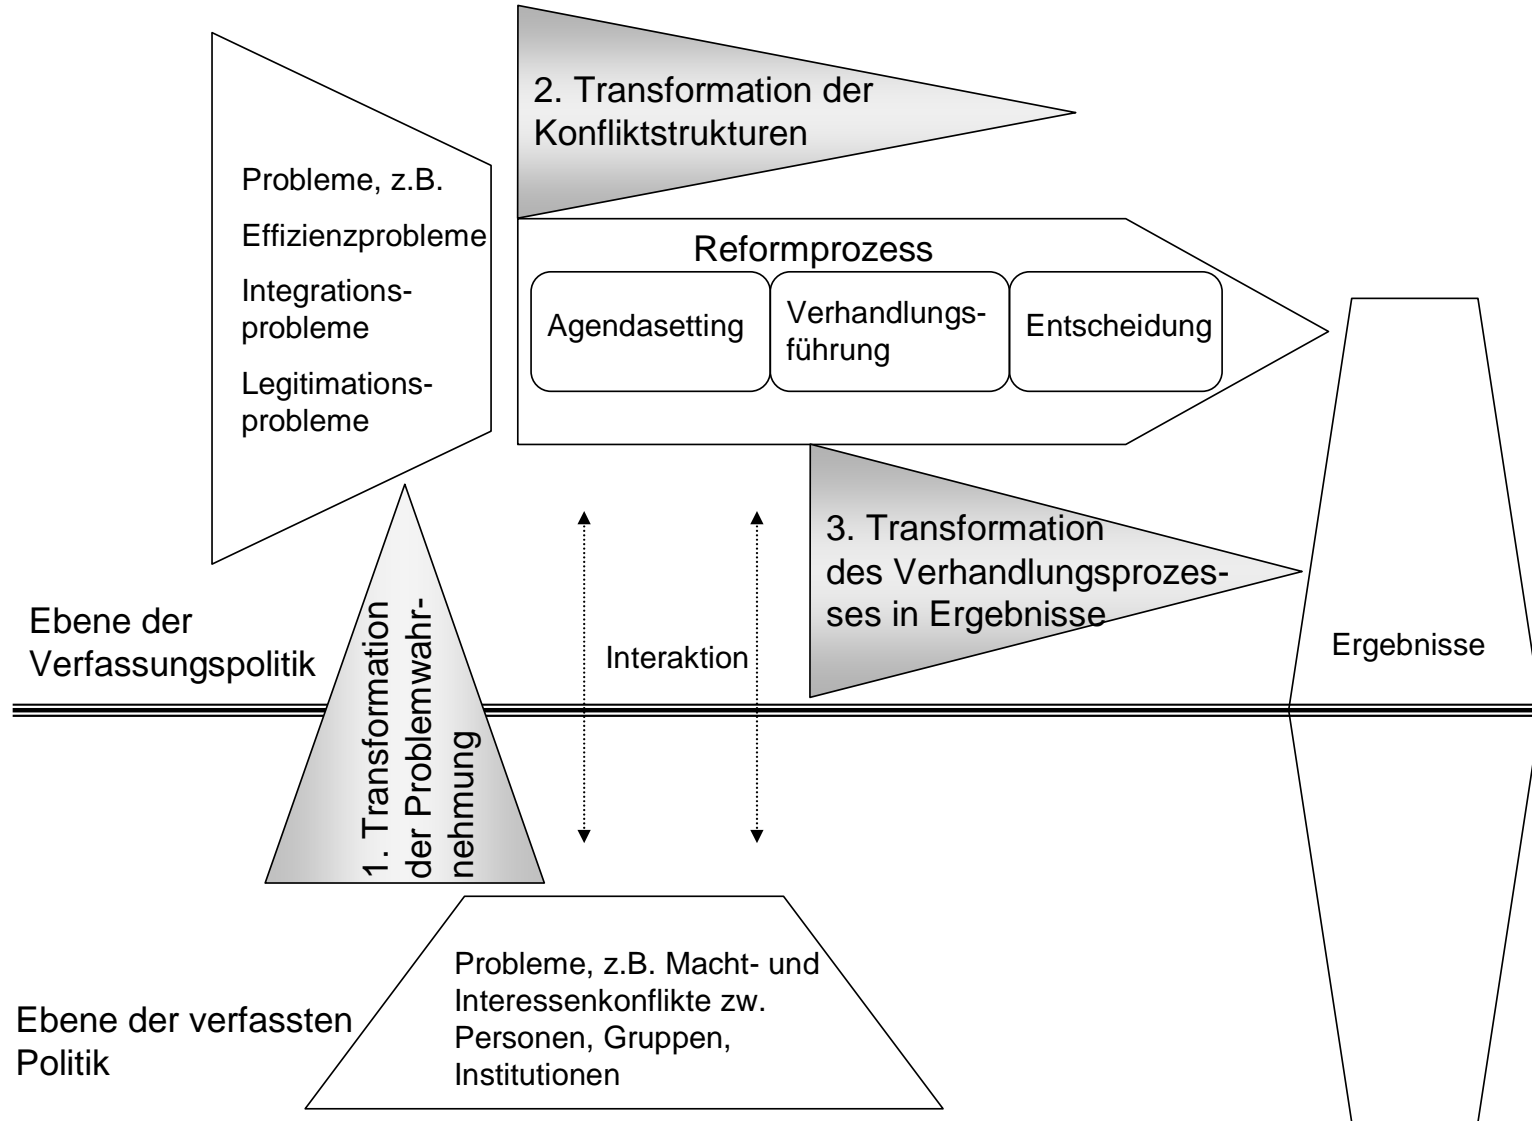 2. Transformation der
Konfliktstrukturen
Probleme, z.B.
Effizienzprobleme
Integrations-
probleme
Legitimations-
probleme
Reformprozess
Agendasetting
Verhandlungs-
führung
Entscheidung
3. Transformation
des Verhandlungsprozes-
ses in Ergebnisse
Ebene der
Verfassungspolitik
1. Transformation
der Problemwahr-
nehmung
Interaktion
Ergebnisse
Probleme, z.B. Macht- und
Interessenkonflikte zw.
Personen, Gruppen,
Institutionen
Ebene der verfassten
Politik